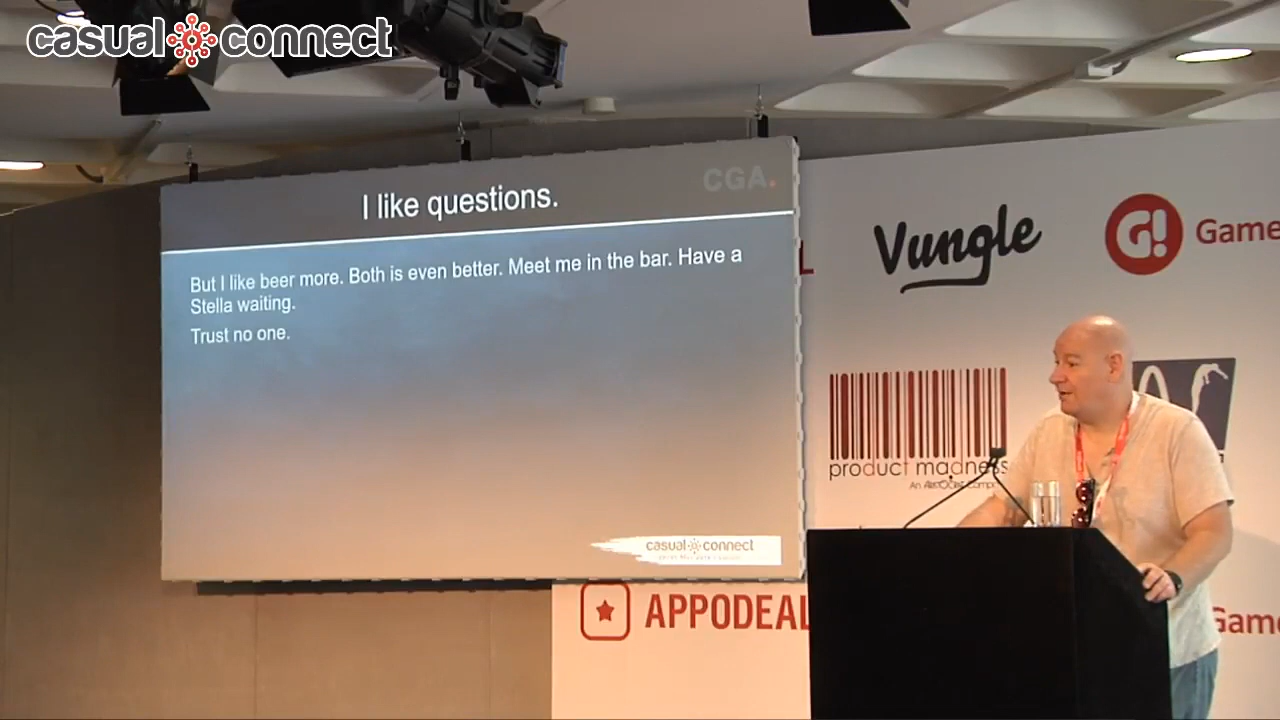 casual connect
CGA.
I like questions.
But I like beer more. Both is even better. Meet me in the bar. Have a
Stella waiting.
Trust no one.
casual connect
Vungle
G! Game
product madness
APPODEAL
Game